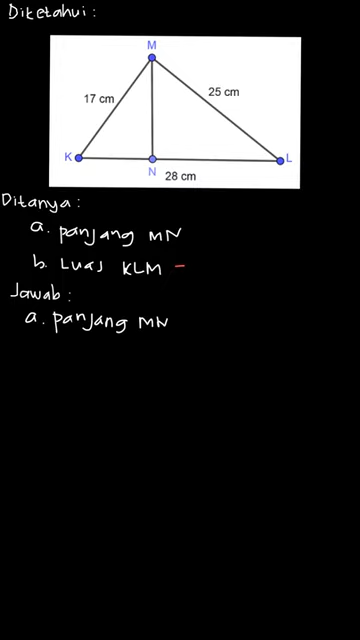 Diketahui:
M
17 cm
25 cm
K
L
N
28 cm
Ditanya:
a. panjang MN
b. Luas KLM
Jawab:
a. panjang MN